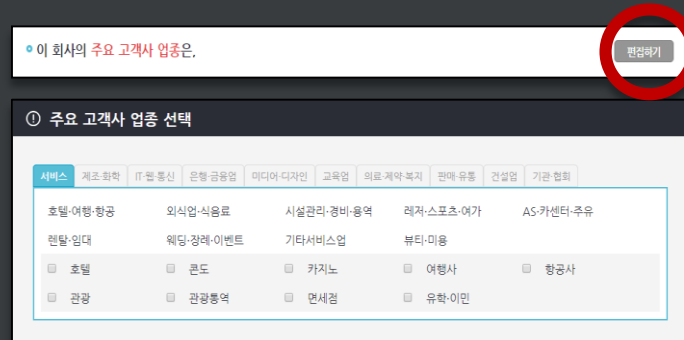 이 회사의 주요 고객사 업종은, 편집하기
주요 고객사 업종 선택
서비스 제조·화학 IT·웹·통신 은행·금융업 미디어·디자인 교육업 의료·제약·복지 판매·유통 건설업 기관·협회
호텔·여행·항공 외식업·식음료 시설관리·경비·용역 레저·스포츠·여가 AS·카센터·주유
렌탈·임대 웨딩·장례·이벤트 기타서비스업 뷰티·미용
호텔 콘도 카지노 여행사 항공사
관광 관광통역 면세점 유학·이민